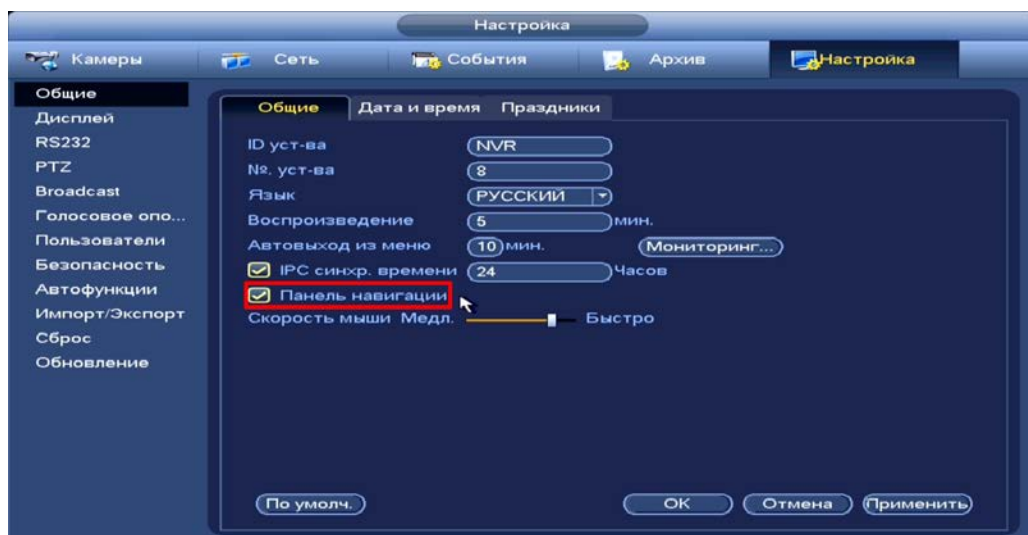 Настройка
Камеры Сеть События Архив Настройка
Общие
Дисплей
RS232
PTZ
Broadcast
Голосовое опо...
Пользователи
Безопасность
Автофункции
Импорт/Экспорт
Сброс
Обновление
Общие Дата и время Праздники
ID уст-ва NVR
№. уст-ва 8
Язык РУССКИЙ
Воспроизведение 5 мин.
Автовыход из меню 10 мин. Мониторинг...
IPC синхр. времени 24 Часов
Панель навигации
Скорость мыши Медл. Быстро
По умолч. OK Отмена Применить